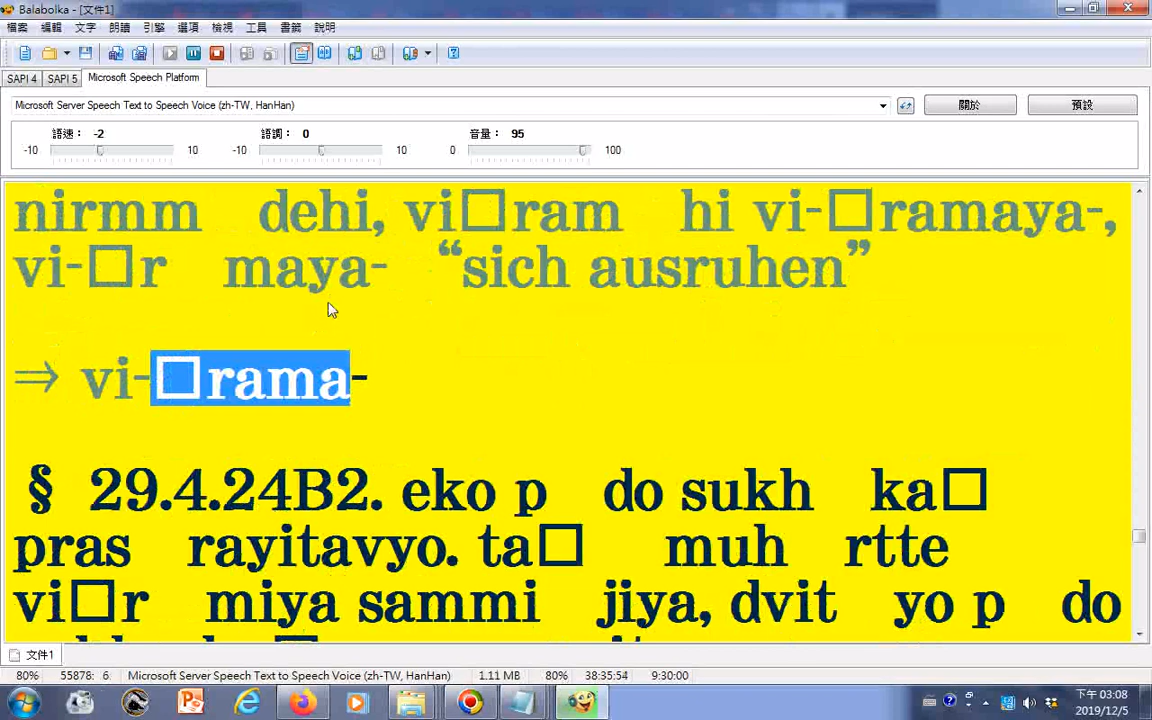 Balabolka - [文件1]
檔案 編輯 文字 朗讀 引擎 選項 檢視 工具 書籤 說明
SAPI 4 SAPI 5 Microsoft Speech Platform
Microsoft Server Speech Text to Speech Voice (zh-TW, HanHan) 關於 預設
語速： -2 語調： 0 音量： 95
-10 10 -10 10 0 100
nirmm dehi, vi□ram hi vi-□ramaya-,
vi-□r maya- “sich ausruhen”
⇒ vi-□rama-
§ 29.4.24B2. eko p do sukh ka□
pras rayitavyo. ta□ muh rtte
vi□r miya sammi jiya, dvit yo p do
文件1
80% 55878: 6 Microsoft Server Speech Text to Speech Voice (zh-TW, HanHan) 1.11 MB 80% 38:35:54 9:30:00
下午 03:08
2019/12/5